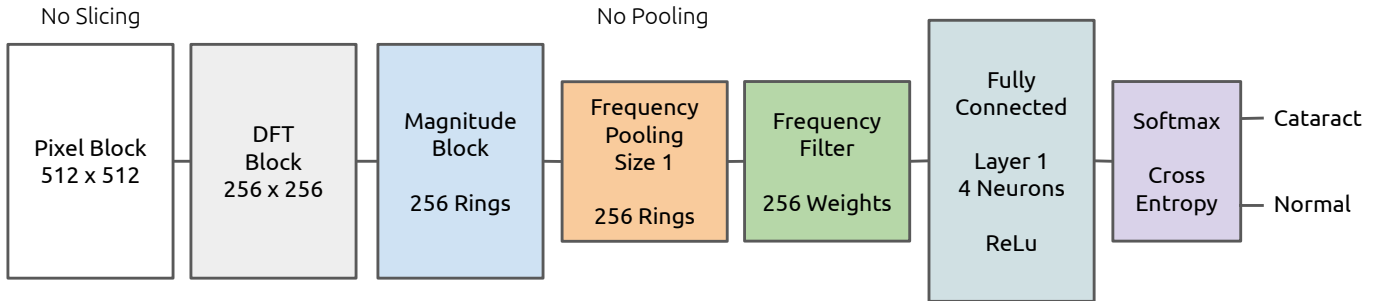 No Slicing
No Pooling
Pixel Block
512 x 512
DFT
Block
256 x 256
Magnitude
Block
256 Rings
Frequency
Pooling
Size 1
256 Rings
Frequency
Filter
256 Weights
Fully
Connected
Layer 1
4 Neurons
ReLu
Softmax
Cross
Entropy
Cataract
Normal